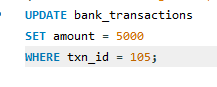 UPDATE bank_transactions
SET amount = 5000
WHERE txn_id = 105;